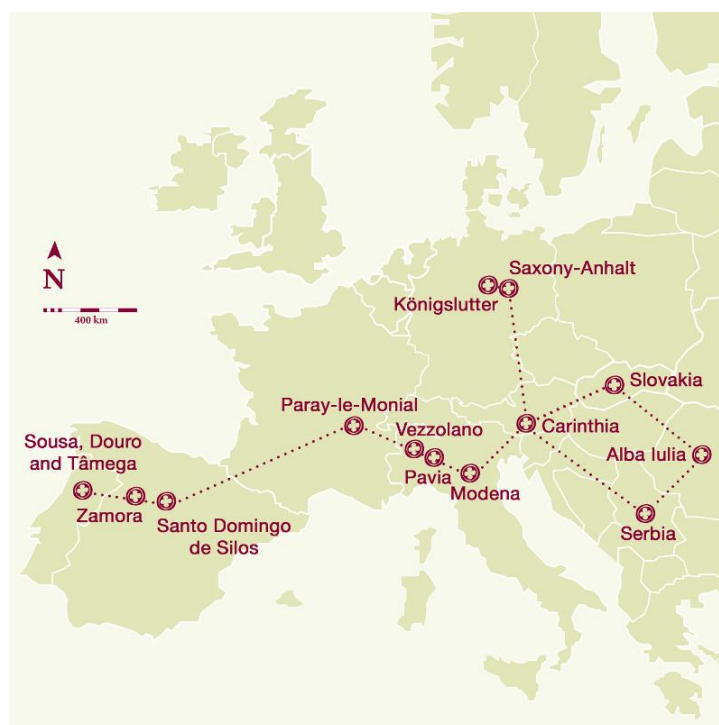 Saxony-Anhalt
Königslutter
N
400 km
Slovakia
Paray-le-Monial
Carinthia
Vezzolano
Sousa, Douro
and Tâmega
Alba Iulia
Pavia
Modena
Zamora
Santo Domingo
de Silos
Serbia